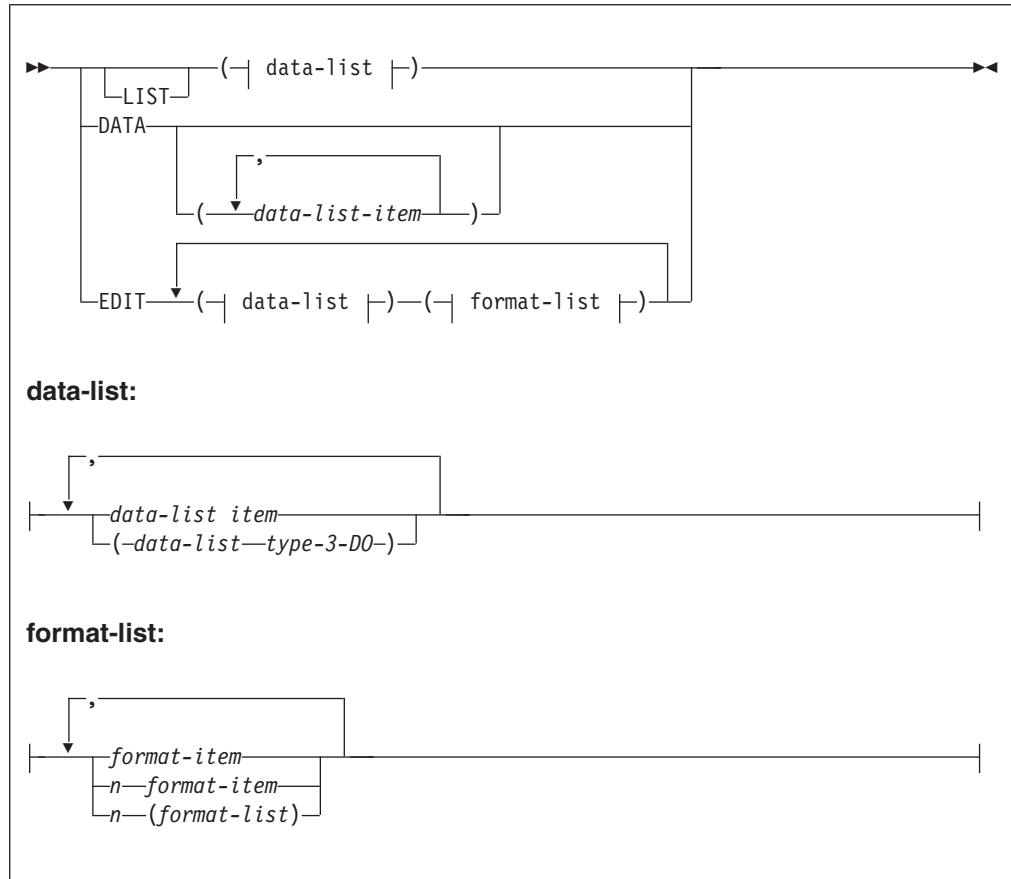 ( data-list )
LIST
DATA
,
( data-list-item )
EDIT ( data-list ) ( format-list )
data-list:
,
data-list item
( data-list type-3-DO )
format-list:
,
format-item
n format-item
n (format-list)